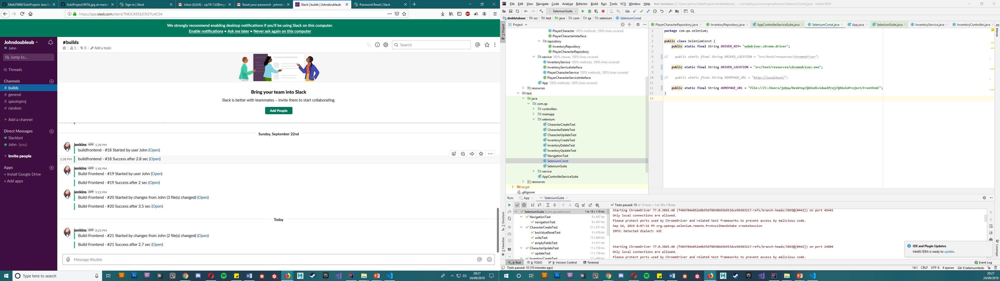 Matt25969/SoloProject: Java for
SoloProject/MTA.jpg at master
Sign in | Slack
Inbox (6,624) - up741132@myp
Reset your password - johndou
Slack | builds | Johndoubleub
Password Reset | Slack
https://app.slack.com/client/TN6JCKEES/CN3TU4C04
We strongly recommend enabling desktop notifications if you'll be using Slack on this computer.
Enable notifications • Ask me later • Never ask again on this computer
Johndoubleub
John
Jump to...
Threads
Channels
# builds
# general
# qasoloproj
# random
+ Add a channel
Direct Messages
Slackbot
John (you)
+ Invite people
Apps
+ Install Google Drive
+ Add apps
#builds
1 | 0 | Add a topic
Search
Bring your team into Slack
Slack is better with teammates – invite them to start collaborating.
Add People
Sunday, September 22nd
jenkins APP 1:28 PM
buildfrontend - #18 Started by user John (Open)
1:28 PM buildfrontend - #18 Success after 2.8 sec (Open)
jenkins APP 1:48 PM
Build-Frontend - #19 Started by user John (Open)
Build-Frontend - #19 Success after 2 sec (Open)
jenkins APP 5:22 PM
Build-Frontend - #20 Started by changes from John (3 file(s) changed) (Open)
Build-Frontend - #20 Success after 3.5 sec (Open)
Today
jenkins APP 8:23 PM
Build-Frontend - #21 Started by changes from John (2 file(s) changed) (Open)
Build-Frontend - #21 Success after 2.7 sec (Open)
Message #builds
Type here to search
20:27
24/09/2019
File Edit View Navigate Code Analyze Refactor Build Run Tools VCS Window Help dnd-database [C:\Users\johnw\IdeaProjects\dnddatabase] - ...\src\test\java\com\qa\selenium\SeleniumConst.java - IntelliJ IDEA
SeleniumSuite
Git:
dnddatabase src test java com qa selenium SeleniumConst
Project
PlayerCharacterRepository.java InventoryRepository.java AppControllerServiceSuite.java SeleniumConst.java App.java SeleniumSuite.java InventoryService.java InventoryController.java
1: Project
Maven
PlayerCharacter 100% methods, 100% lines covered
PlayerCharacterInterface
repository
InventoryRepository
PlayerCharacterRepository
service 100% classes, 100% lines covered
InventoryService 100% methods, 100% lines covered
InventoryServiceInterface
PlayerCharacterService 100% methods, 100% lines covered
PlayerCharacterServiceInterface
App 100% methods, 100% lines covered
resources
test
java
com.qa
controllers
mainapp
selenium
CharacterCreateTest
CharacterDeleteTest
CharacterUpdateTest
InventoryCreateTest
InventoryDeleteTest
InventoryUpdateTest
NavigationTest
SeleniumConst
SeleniumSuite
service
AppControllerServiceSuite
resources
target
.gitignore
1 package com.qa.selenium;
2
3 public class SeleniumConst {
4 public static final String DRIVER_KEY= "webdriver.chrome.driver";
5
6 // public static final String DRIVER_LOCATION = "src/test/resources/chromedriver";
7
8 public static final String DRIVER_LOCATION = "src/test/resources/chromedriver.exe";
9
10 // public static final String HOMEPAGE_URL = "http://localhost/";
11
12 public static final String HOMEPAGE_URL = "file:///C:/Users/johnw/Desktop/QAIndividualProj/QASoloProject/FrontEnd/";
13 }
14
Run: App SeleniumSuite
Tests passed: 10 of 10 tests – 1 m 18 s 118 ms
SeleniumSuite (com.qa.selenium) 1 m 18 s 118 ms
NavigationTest 8 s 407 ms
navigationTest 8 s 407 ms
CharacterCreateTest 21 s 231 ms
boxValueResetTest 5 s 476 ms
writeTest 12 s 844 ms
emptyFieldsTest 2 s 911 ms
CharacterUpdateTest 11 s 739 ms
updateTest 11 s 739 ms
InventoryCreateTest 12 s 668 ms
Starting ChromeDriver 77.0.3865.40 (f484704e052e0b556f8030b65b953dce96503217-refs/branch-heads/3865@{#442}) on port 45441
Only local connections are allowed.
Please protect ports used by ChromeDriver and related test frameworks to prevent access by malicious code.
Sep 24, 2019 8:07:16 PM org.openqa.selenium.remote.ProtocolHandshake createSession
INFO: Detected dialect: W3C
Starting ChromeDriver 77.0.3865.40 (f484704e052e0b556f8030b65b953dce96503217-refs/branch-heads/3865@{#442}) on port 24804
Only local connections are allowed.
Please protect ports used by ChromeDriver and related test frameworks to prevent access by malicious code.
7: Structure
2: Favorites
Coverage
IDE and Plugin Updates
IntelliJ IDEA is ready to update.
4: Run 6: TODO 9: Version Control Terminal
Event Log
Tests passed: 10 (19 minutes ago)
14:1 CRLF UTF-8 4 spaces Git: f/seleniumtests
20:27
24/09/2019